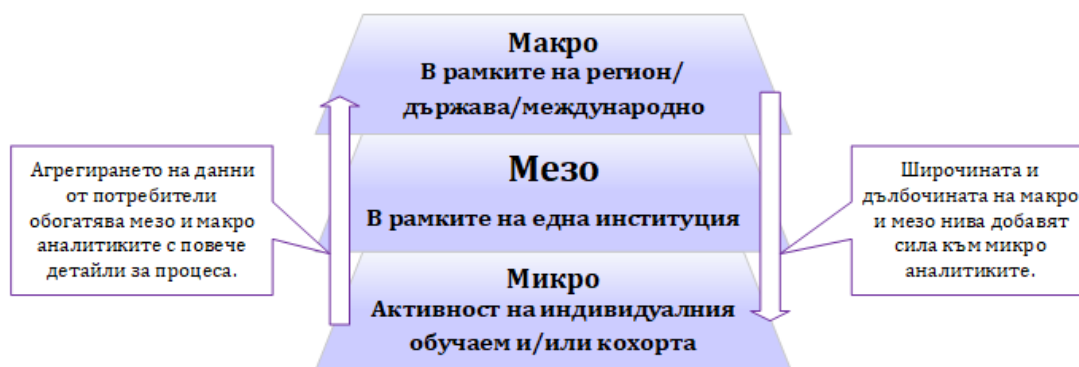 Макро
В рамките на регион/
държава/международно
Мезо
В рамките на една институция
Микро
Активност на индивидуалния
обучаем и/или кохорта
Агрегирането на данни
от потребители
обогатява мезо и макро
аналитиките с повече
детайли за процеса.
Широчината и
дълбочината на макро
и мезо нива добавят
сила към микро
аналитиките.